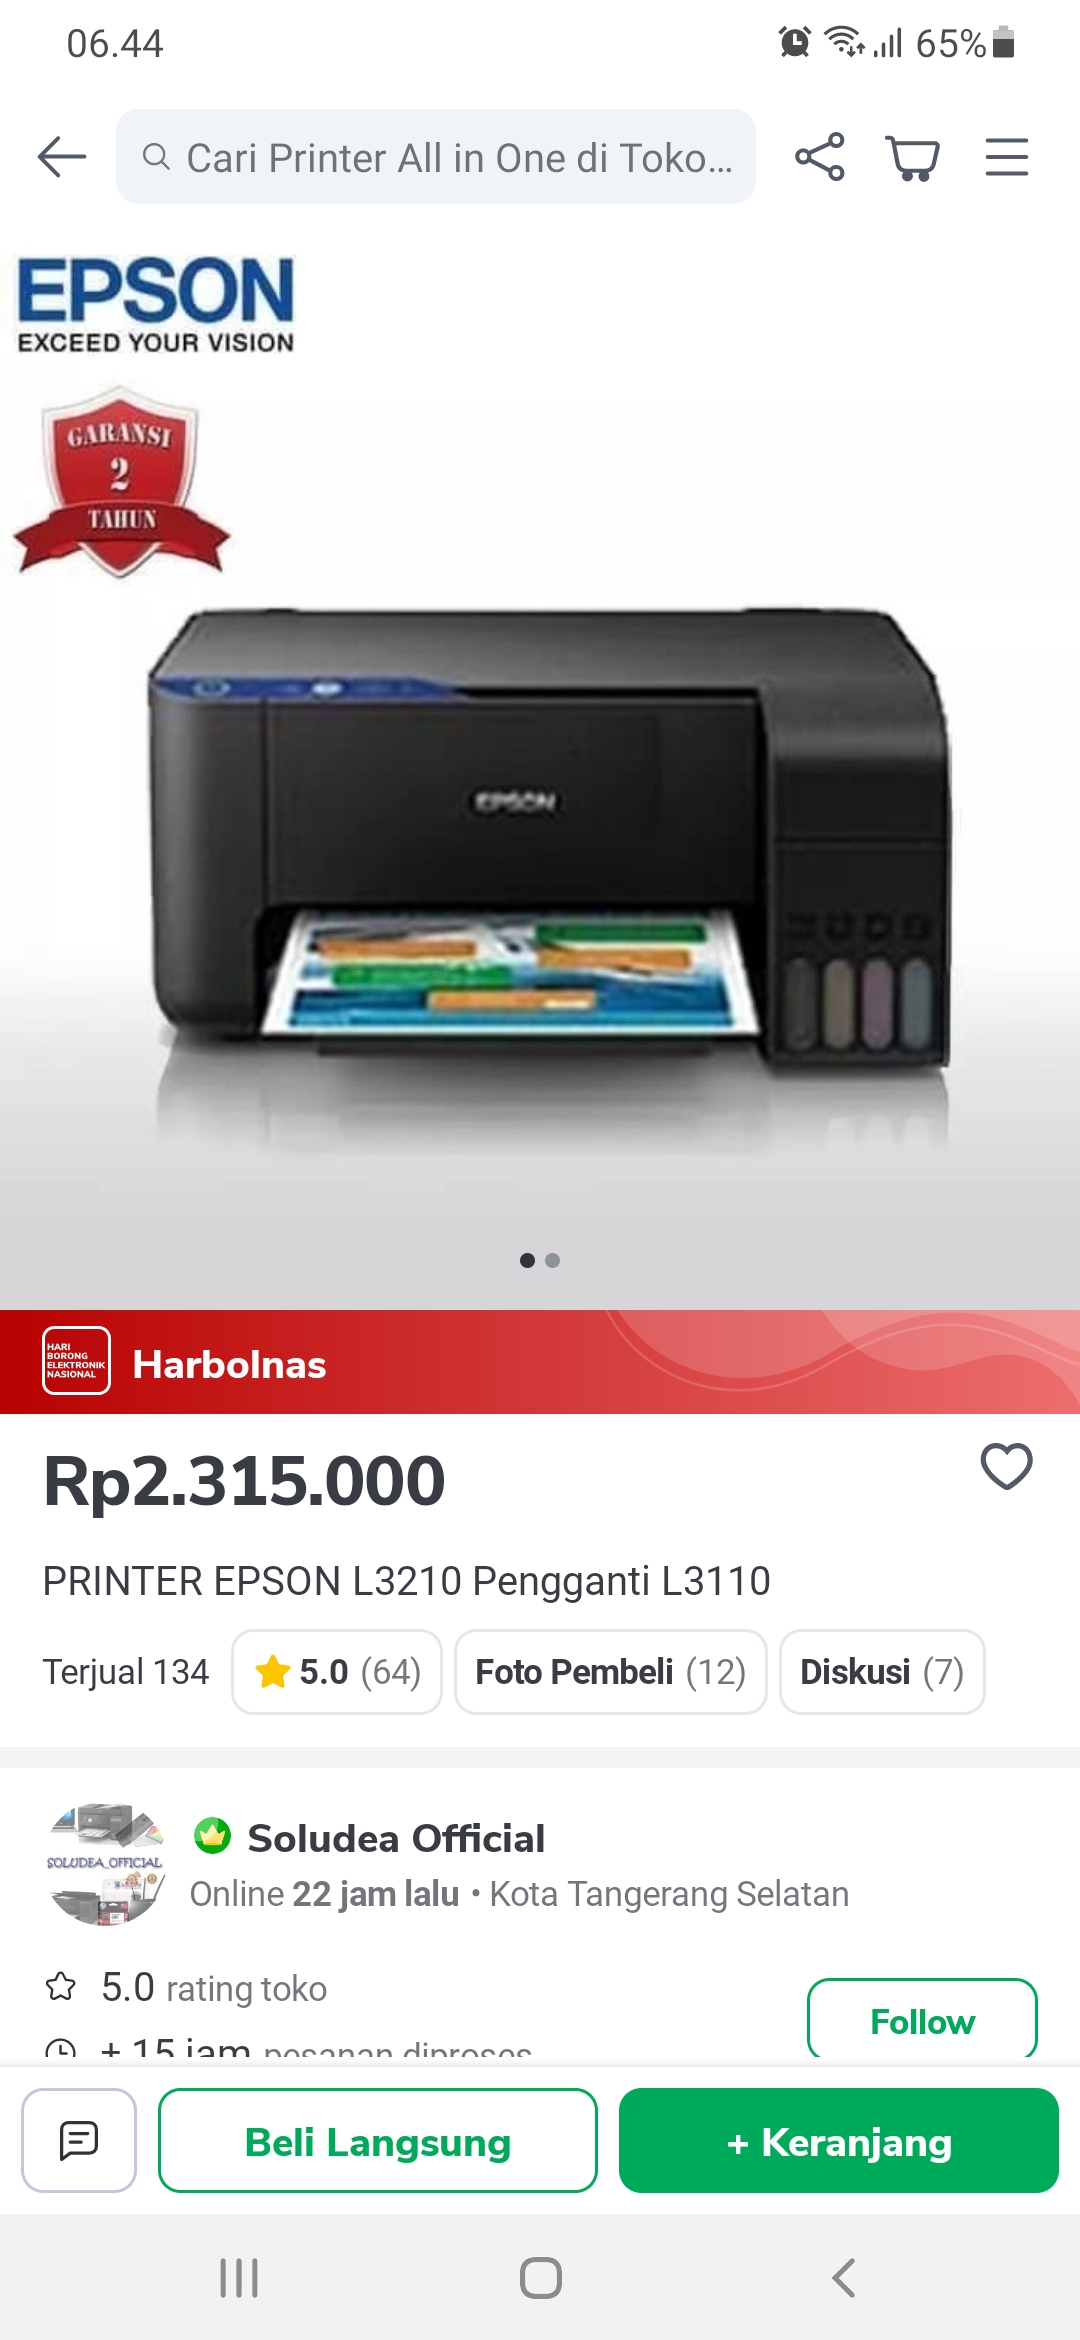 06.44
65%
Cari Printer All in One di Toko...
EPSON
EXCEED YOUR VISION
GARANSI
2
TAHUN
EPSON
HARI
BORONG
ELEKTRONIK
NASIONAL
Harbolnas
Rp2.315.000
PRINTER EPSON L3210 Pengganti L3110
Terjual 134
5.0 (64)
Foto Pembeli (12)
Diskusi (7)
SOLUDEA_OFFICIAL
Soludea Official
Online 22 jam lalu • Kota Tangerang Selatan
5.0 rating toko
Follow
± 15 jam pesanan diproses
Beli Langsung
+ Keranjang